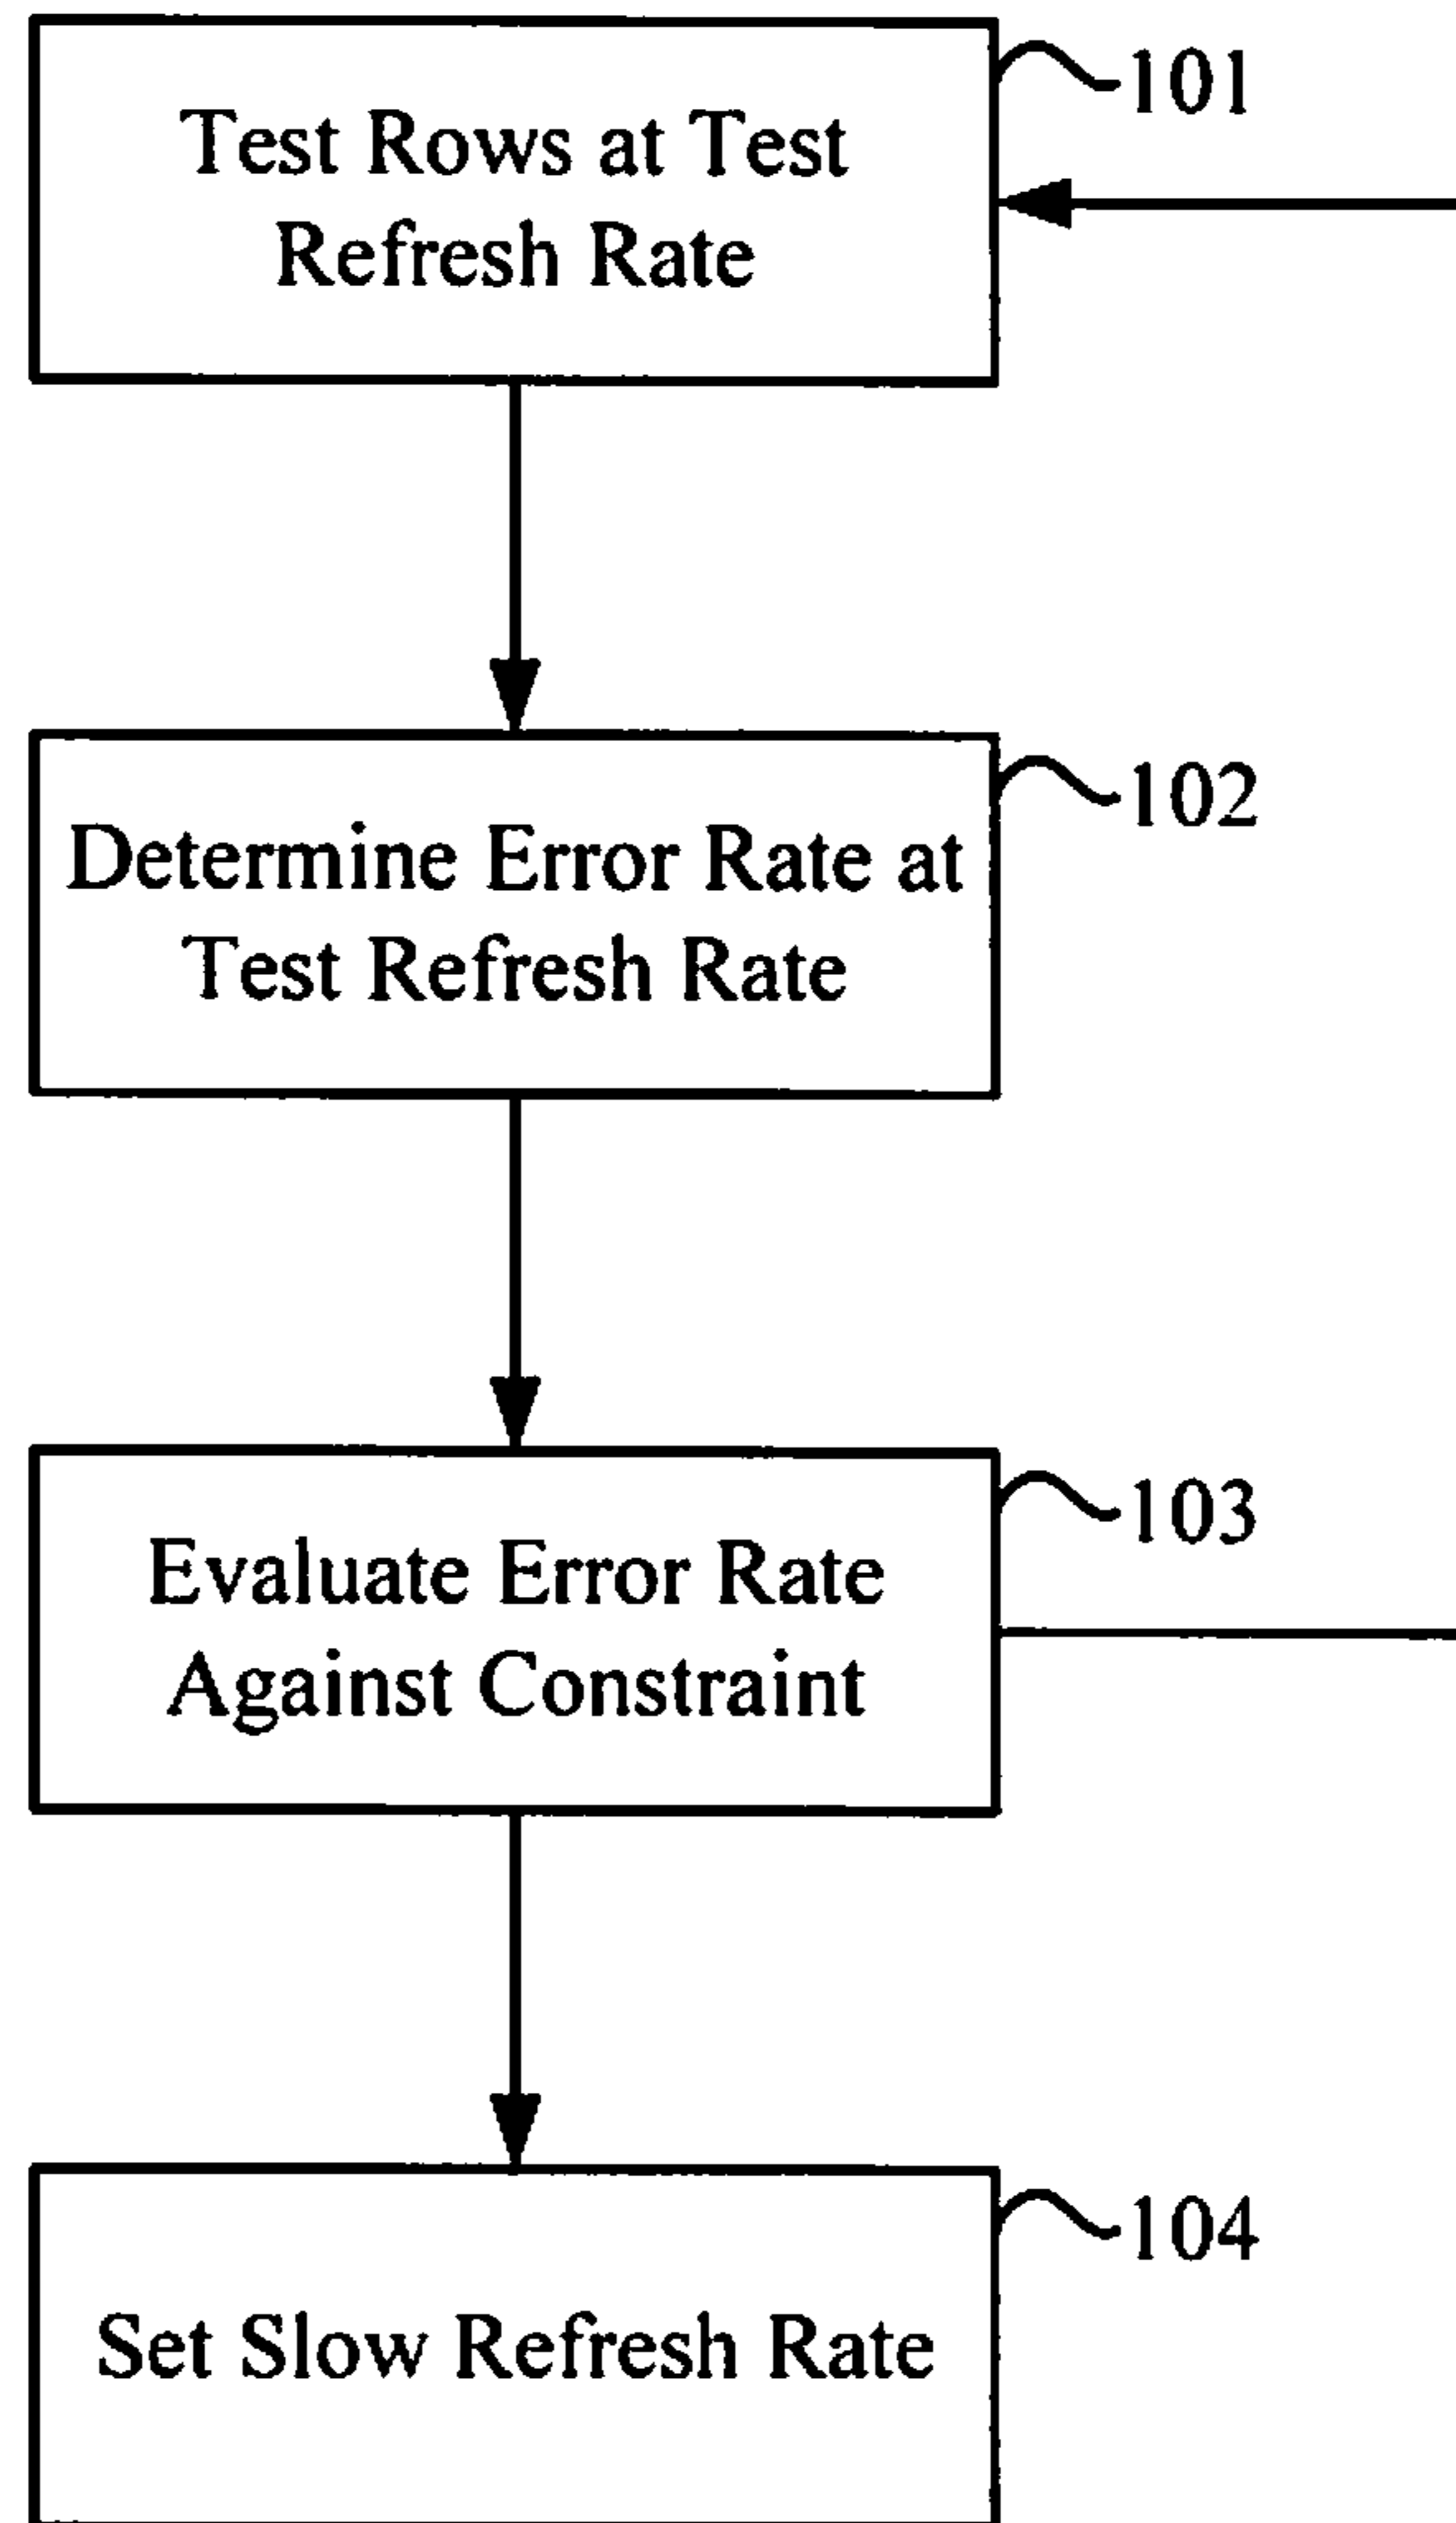 101
Test Rows at Test
Refresh Rate
102
Determine Error Rate at
Test Refresh Rate
103
Evaluate Error Rate
Against Constraint
104
Set Slow Refresh Rate